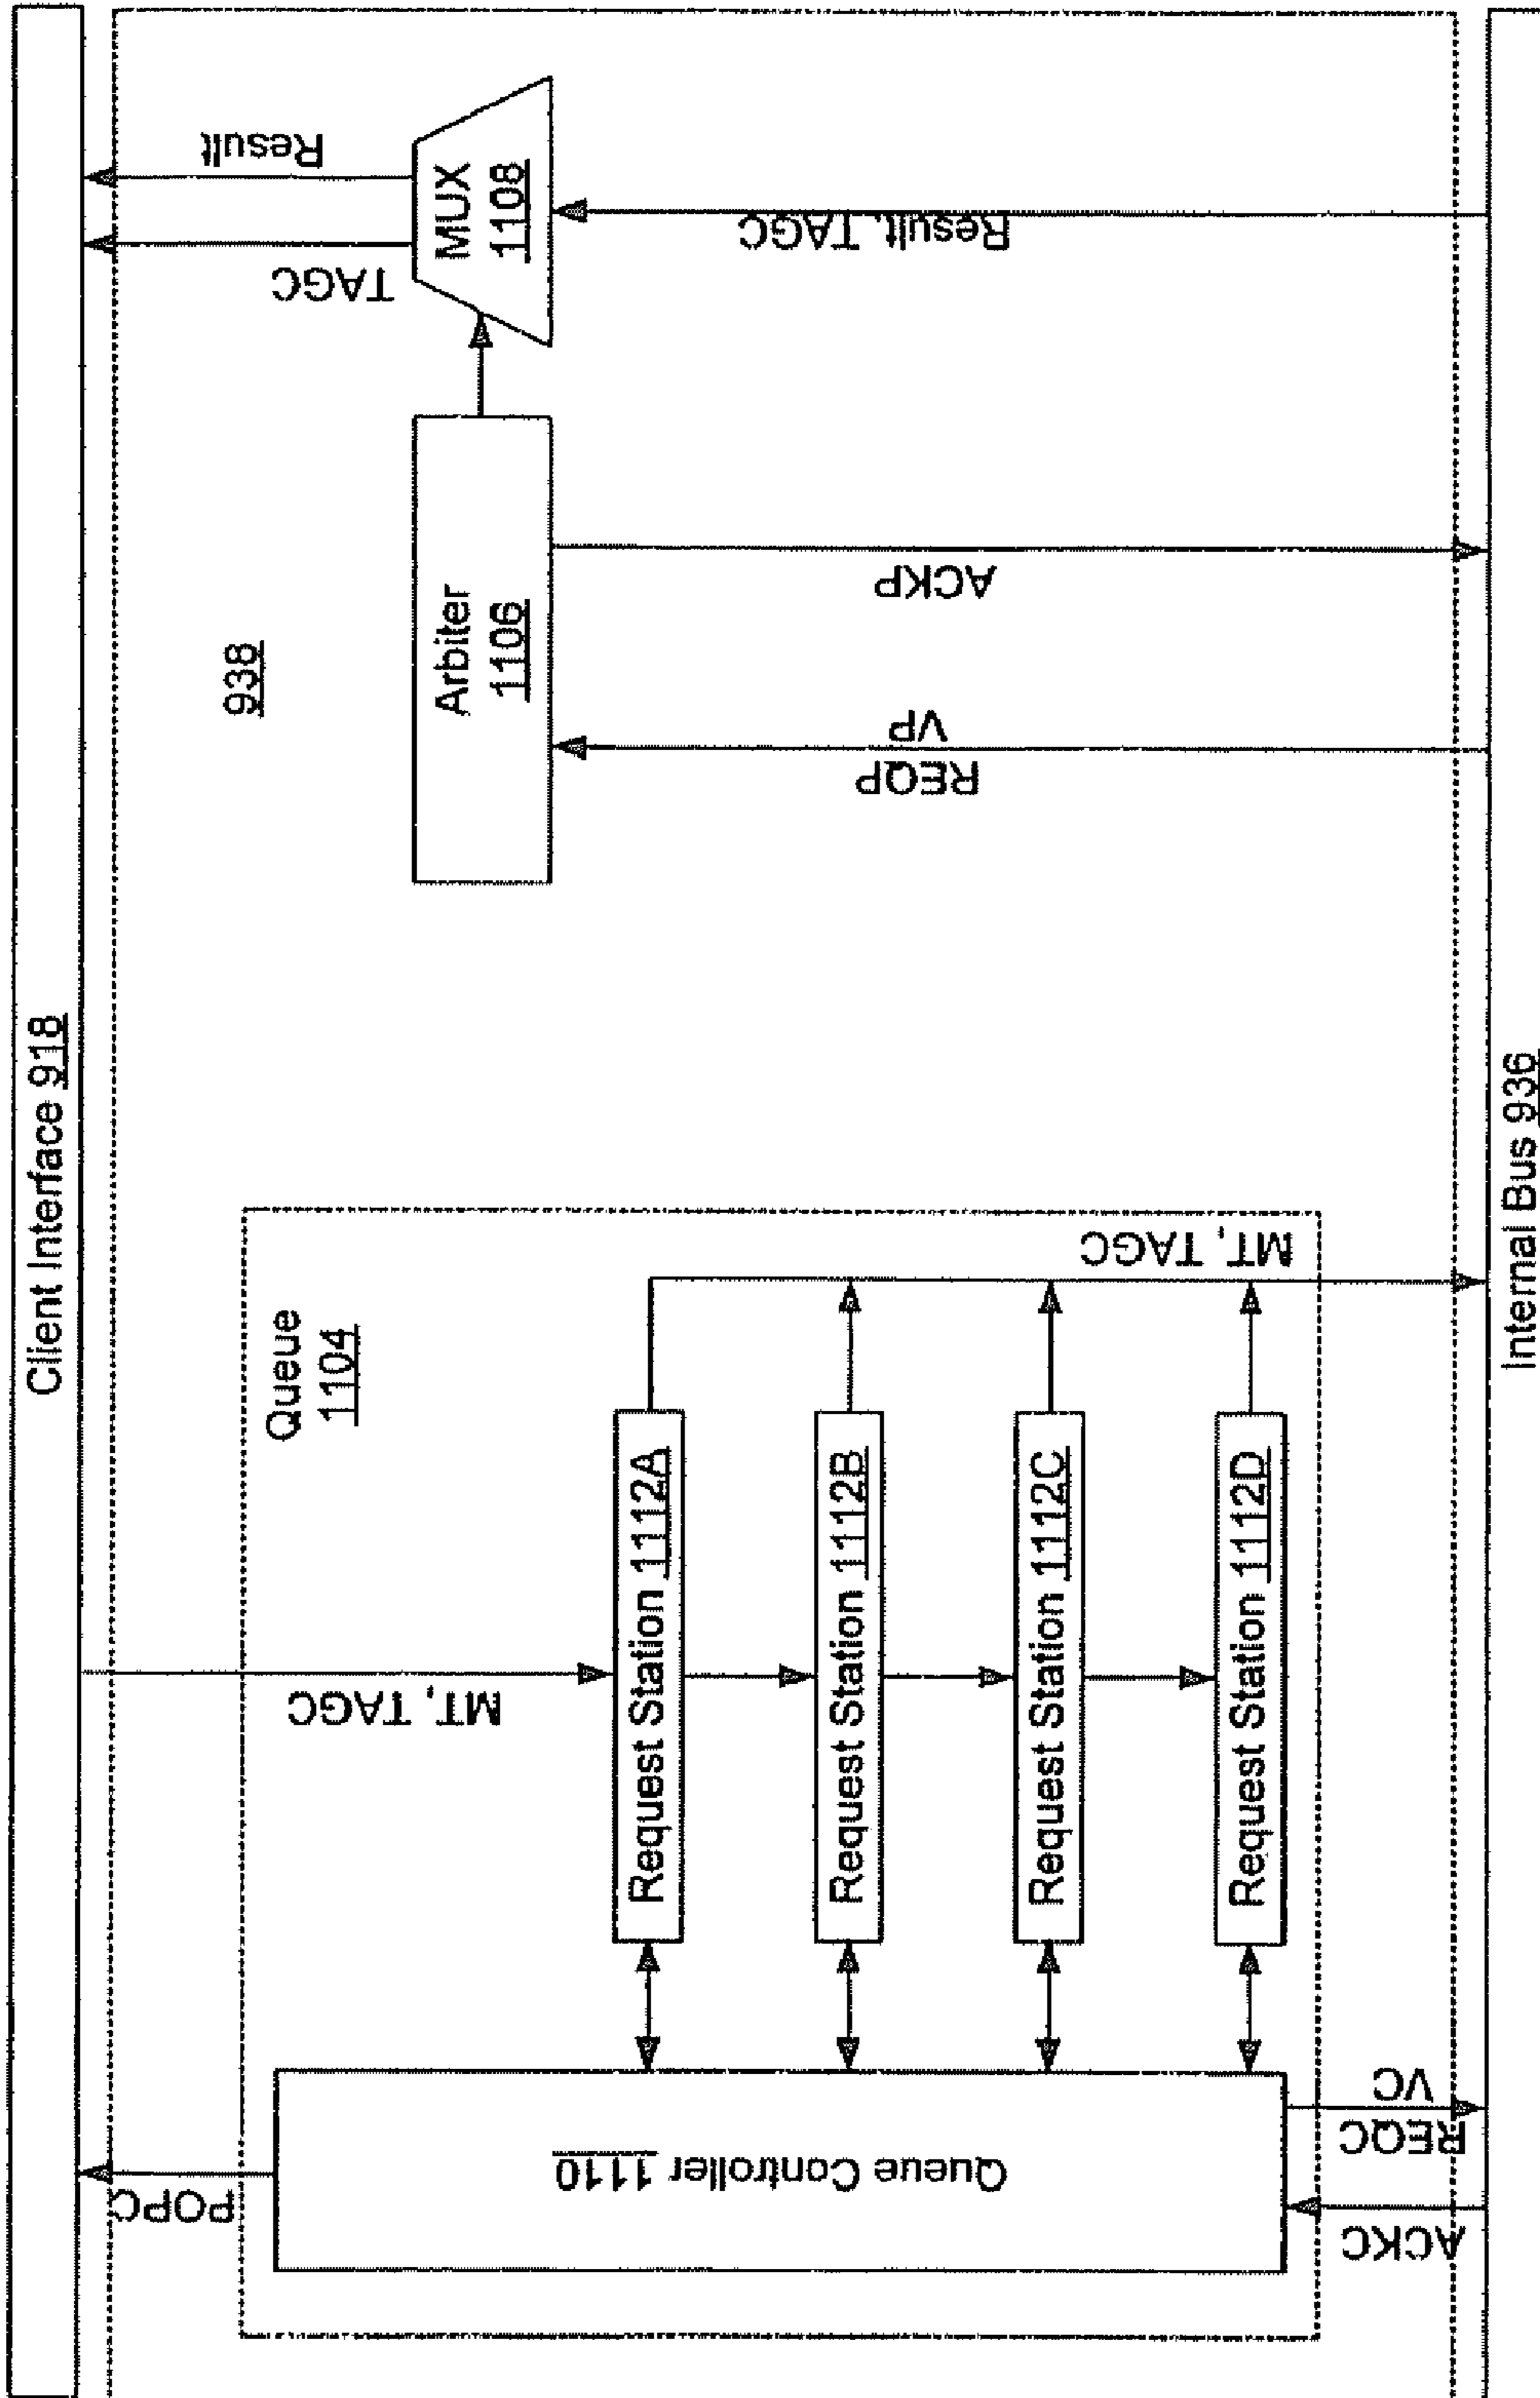 Client Interface 918
POPC
Queue
1104
MT, TAGC
Queue Controller 1110
Request Station 1112A
Request Station 1112B
Request Station 1112C
Request Station 1112D
MT, TAGC
ACKC
REQC
VC
938
Arbiter
1106
REQP
VP
ACKP
TAGC
Result
MUX
1108
Result, TAGC
Internal Bus 936